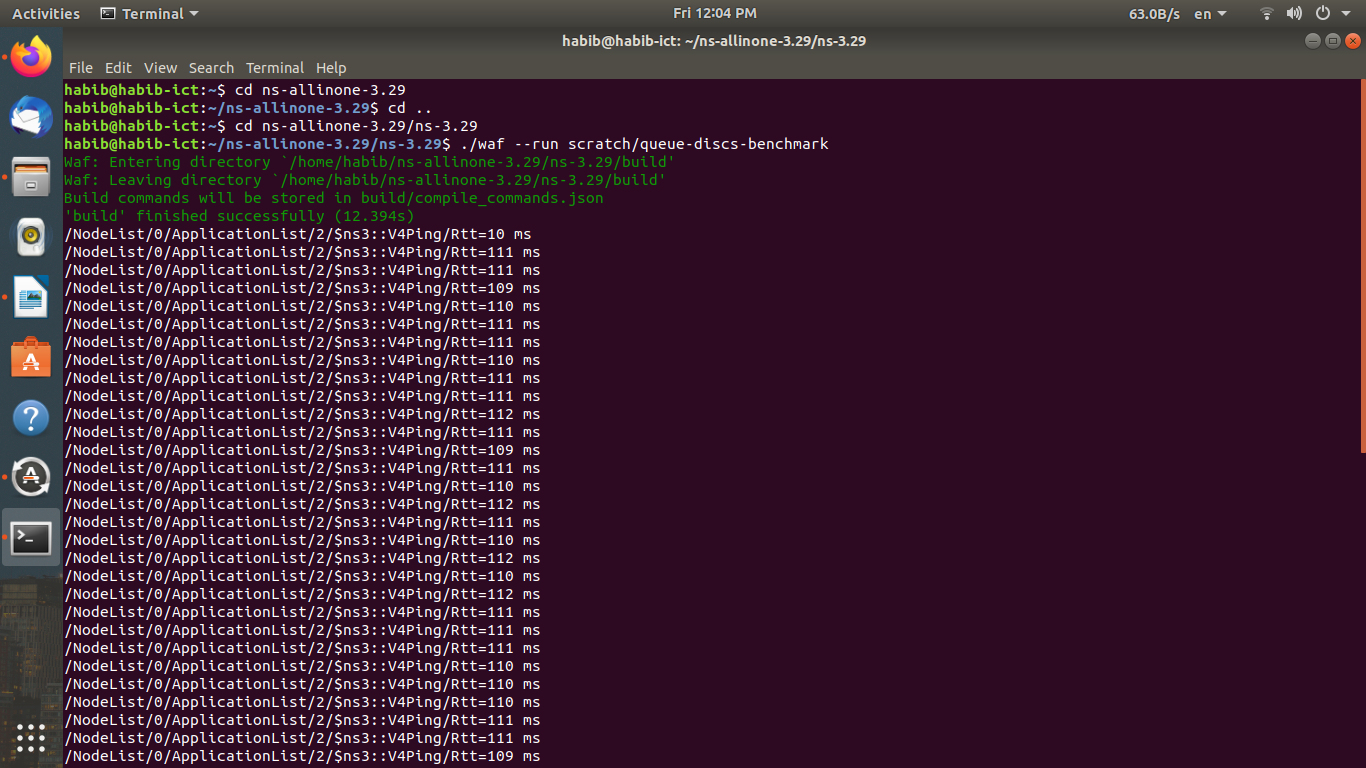 Activities Terminal Fri 12:04 PM 63.0B/s en
habib@habib-ict: ~/ns-allinone-3.29/ns-3.29
File Edit View Search Terminal Help
habib@habib-ict:~$ cd ns-allinone-3.29
habib@habib-ict:~/ns-allinone-3.29$ cd ..
habib@habib-ict:~$ cd ns-allinone-3.29/ns-3.29
habib@habib-ict:~/ns-allinone-3.29/ns-3.29$ ./waf --run scratch/queue-discs-benchmark
Waf: Entering directory `/home/habib/ns-allinone-3.29/ns-3.29/build'
Waf: Leaving directory `/home/habib/ns-allinone-3.29/ns-3.29/build'
Build commands will be stored in build/compile_commands.json
'build' finished successfully (12.394s)
/NodeList/0/ApplicationList/2/$ns3::V4Ping/Rtt=10 ms
/NodeList/0/ApplicationList/2/$ns3::V4Ping/Rtt=111 ms
/NodeList/0/ApplicationList/2/$ns3::V4Ping/Rtt=111 ms
/NodeList/0/ApplicationList/2/$ns3::V4Ping/Rtt=109 ms
/NodeList/0/ApplicationList/2/$ns3::V4Ping/Rtt=110 ms
/NodeList/0/ApplicationList/2/$ns3::V4Ping/Rtt=111 ms
/NodeList/0/ApplicationList/2/$ns3::V4Ping/Rtt=111 ms
/NodeList/0/ApplicationList/2/$ns3::V4Ping/Rtt=110 ms
/NodeList/0/ApplicationList/2/$ns3::V4Ping/Rtt=111 ms
/NodeList/0/ApplicationList/2/$ns3::V4Ping/Rtt=111 ms
/NodeList/0/ApplicationList/2/$ns3::V4Ping/Rtt=112 ms
/NodeList/0/ApplicationList/2/$ns3::V4Ping/Rtt=111 ms
/NodeList/0/ApplicationList/2/$ns3::V4Ping/Rtt=109 ms
/NodeList/0/ApplicationList/2/$ns3::V4Ping/Rtt=111 ms
/NodeList/0/ApplicationList/2/$ns3::V4Ping/Rtt=110 ms
/NodeList/0/ApplicationList/2/$ns3::V4Ping/Rtt=112 ms
/NodeList/0/ApplicationList/2/$ns3::V4Ping/Rtt=111 ms
/NodeList/0/ApplicationList/2/$ns3::V4Ping/Rtt=110 ms
/NodeList/0/ApplicationList/2/$ns3::V4Ping/Rtt=112 ms
/NodeList/0/ApplicationList/2/$ns3::V4Ping/Rtt=110 ms
/NodeList/0/ApplicationList/2/$ns3::V4Ping/Rtt=112 ms
/NodeList/0/ApplicationList/2/$ns3::V4Ping/Rtt=111 ms
/NodeList/0/ApplicationList/2/$ns3::V4Ping/Rtt=111 ms
/NodeList/0/ApplicationList/2/$ns3::V4Ping/Rtt=111 ms
/NodeList/0/ApplicationList/2/$ns3::V4Ping/Rtt=110 ms
/NodeList/0/ApplicationList/2/$ns3::V4Ping/Rtt=110 ms
/NodeList/0/ApplicationList/2/$ns3::V4Ping/Rtt=110 ms
/NodeList/0/ApplicationList/2/$ns3::V4Ping/Rtt=111 ms
/NodeList/0/ApplicationList/2/$ns3::V4Ping/Rtt=111 ms
/NodeList/0/ApplicationList/2/$ns3::V4Ping/Rtt=109 ms